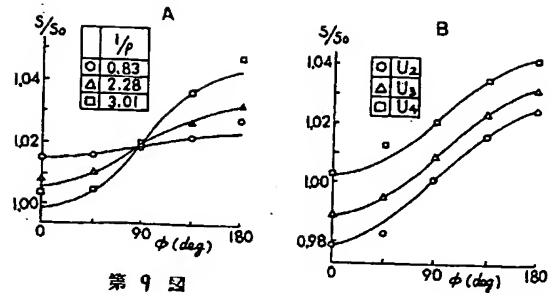 A
S/S₀
1/ρ
○ 0.83
△ 2.28
□ 3.01
1,04
1,02
1,00
0 90 180
φ (deg)
B
S/S₀
○ U₂
△ U₃
□ U₄
1,04
1,02
1,00
0,98
0 90 180
φ (deg)
第 9 図